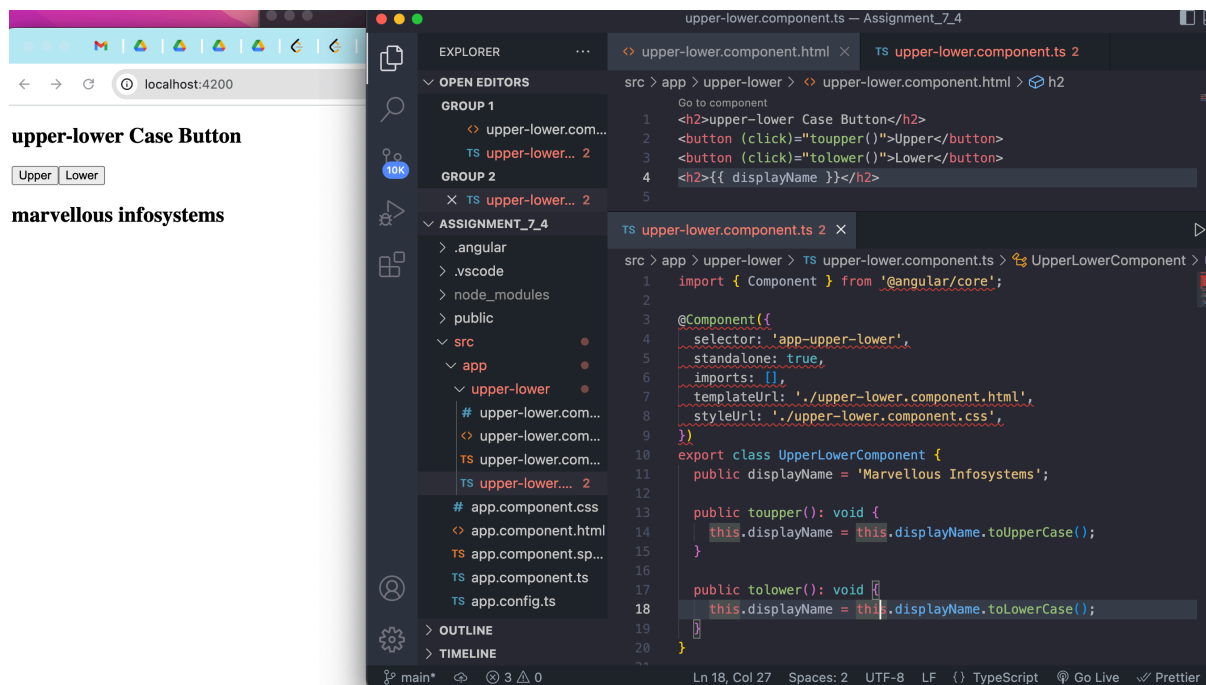 localhost:4200
upper-lower Case Button
Upper Lower
marvellous infosystems
upper-lower.component.ts — Assignment_7_4
EXPLORER ...
OPEN EDITORS
GROUP 1
<> upper-lower.com...
TS upper-lower... 2
GROUP 2
TS upper-lower... 2
ASSIGNMENT_7_4
.angular
.vscode
node_modules
public
src
app
upper-lower
# upper-lower.com...
<> upper-lower.com...
TS upper-lower.com...
TS upper-lower.... 2
# app.component.css
<> app.component.html
TS app.component.sp...
TS app.component.ts
TS app.config.ts
OUTLINE
TIMELINE
10K
<> upper-lower.component.html TS upper-lower.component.ts 2
src > app > upper-lower > <> upper-lower.component.html > h2
Go to component
1 <h2>upper-lower Case Button</h2>
2 <button (click)="toupper()">Upper</button>
3 <button (click)="tolower()">Lower</button>
4 <h2>{{ displayName }}</h2>
5
TS upper-lower.component.ts 2
src > app > upper-lower > TS upper-lower.component.ts > UpperLowerComponent >
1 import { Component } from '@angular/core';
2
3 @Component({
4 selector: 'app-upper-lower',
5 standalone: true,
6 imports: [],
7 templateUrl: './upper-lower.component.html',
8 styleUrl: './upper-lower.component.css',
9 })
10 export class UpperLowerComponent {
11 public displayName = 'Marvellous Infosystems';
12
13 public toupper(): void {
14 this.displayName = this.displayName.toUpperCase();
15 }
16
17 public tolower(): void {
18 this.displayName = this.displayName.toLowerCase();
19 }
20 }
main* 3 0 Ln 18, Col 27 Spaces: 2 UTF-8 LF {} TypeScript Go Live Prettier